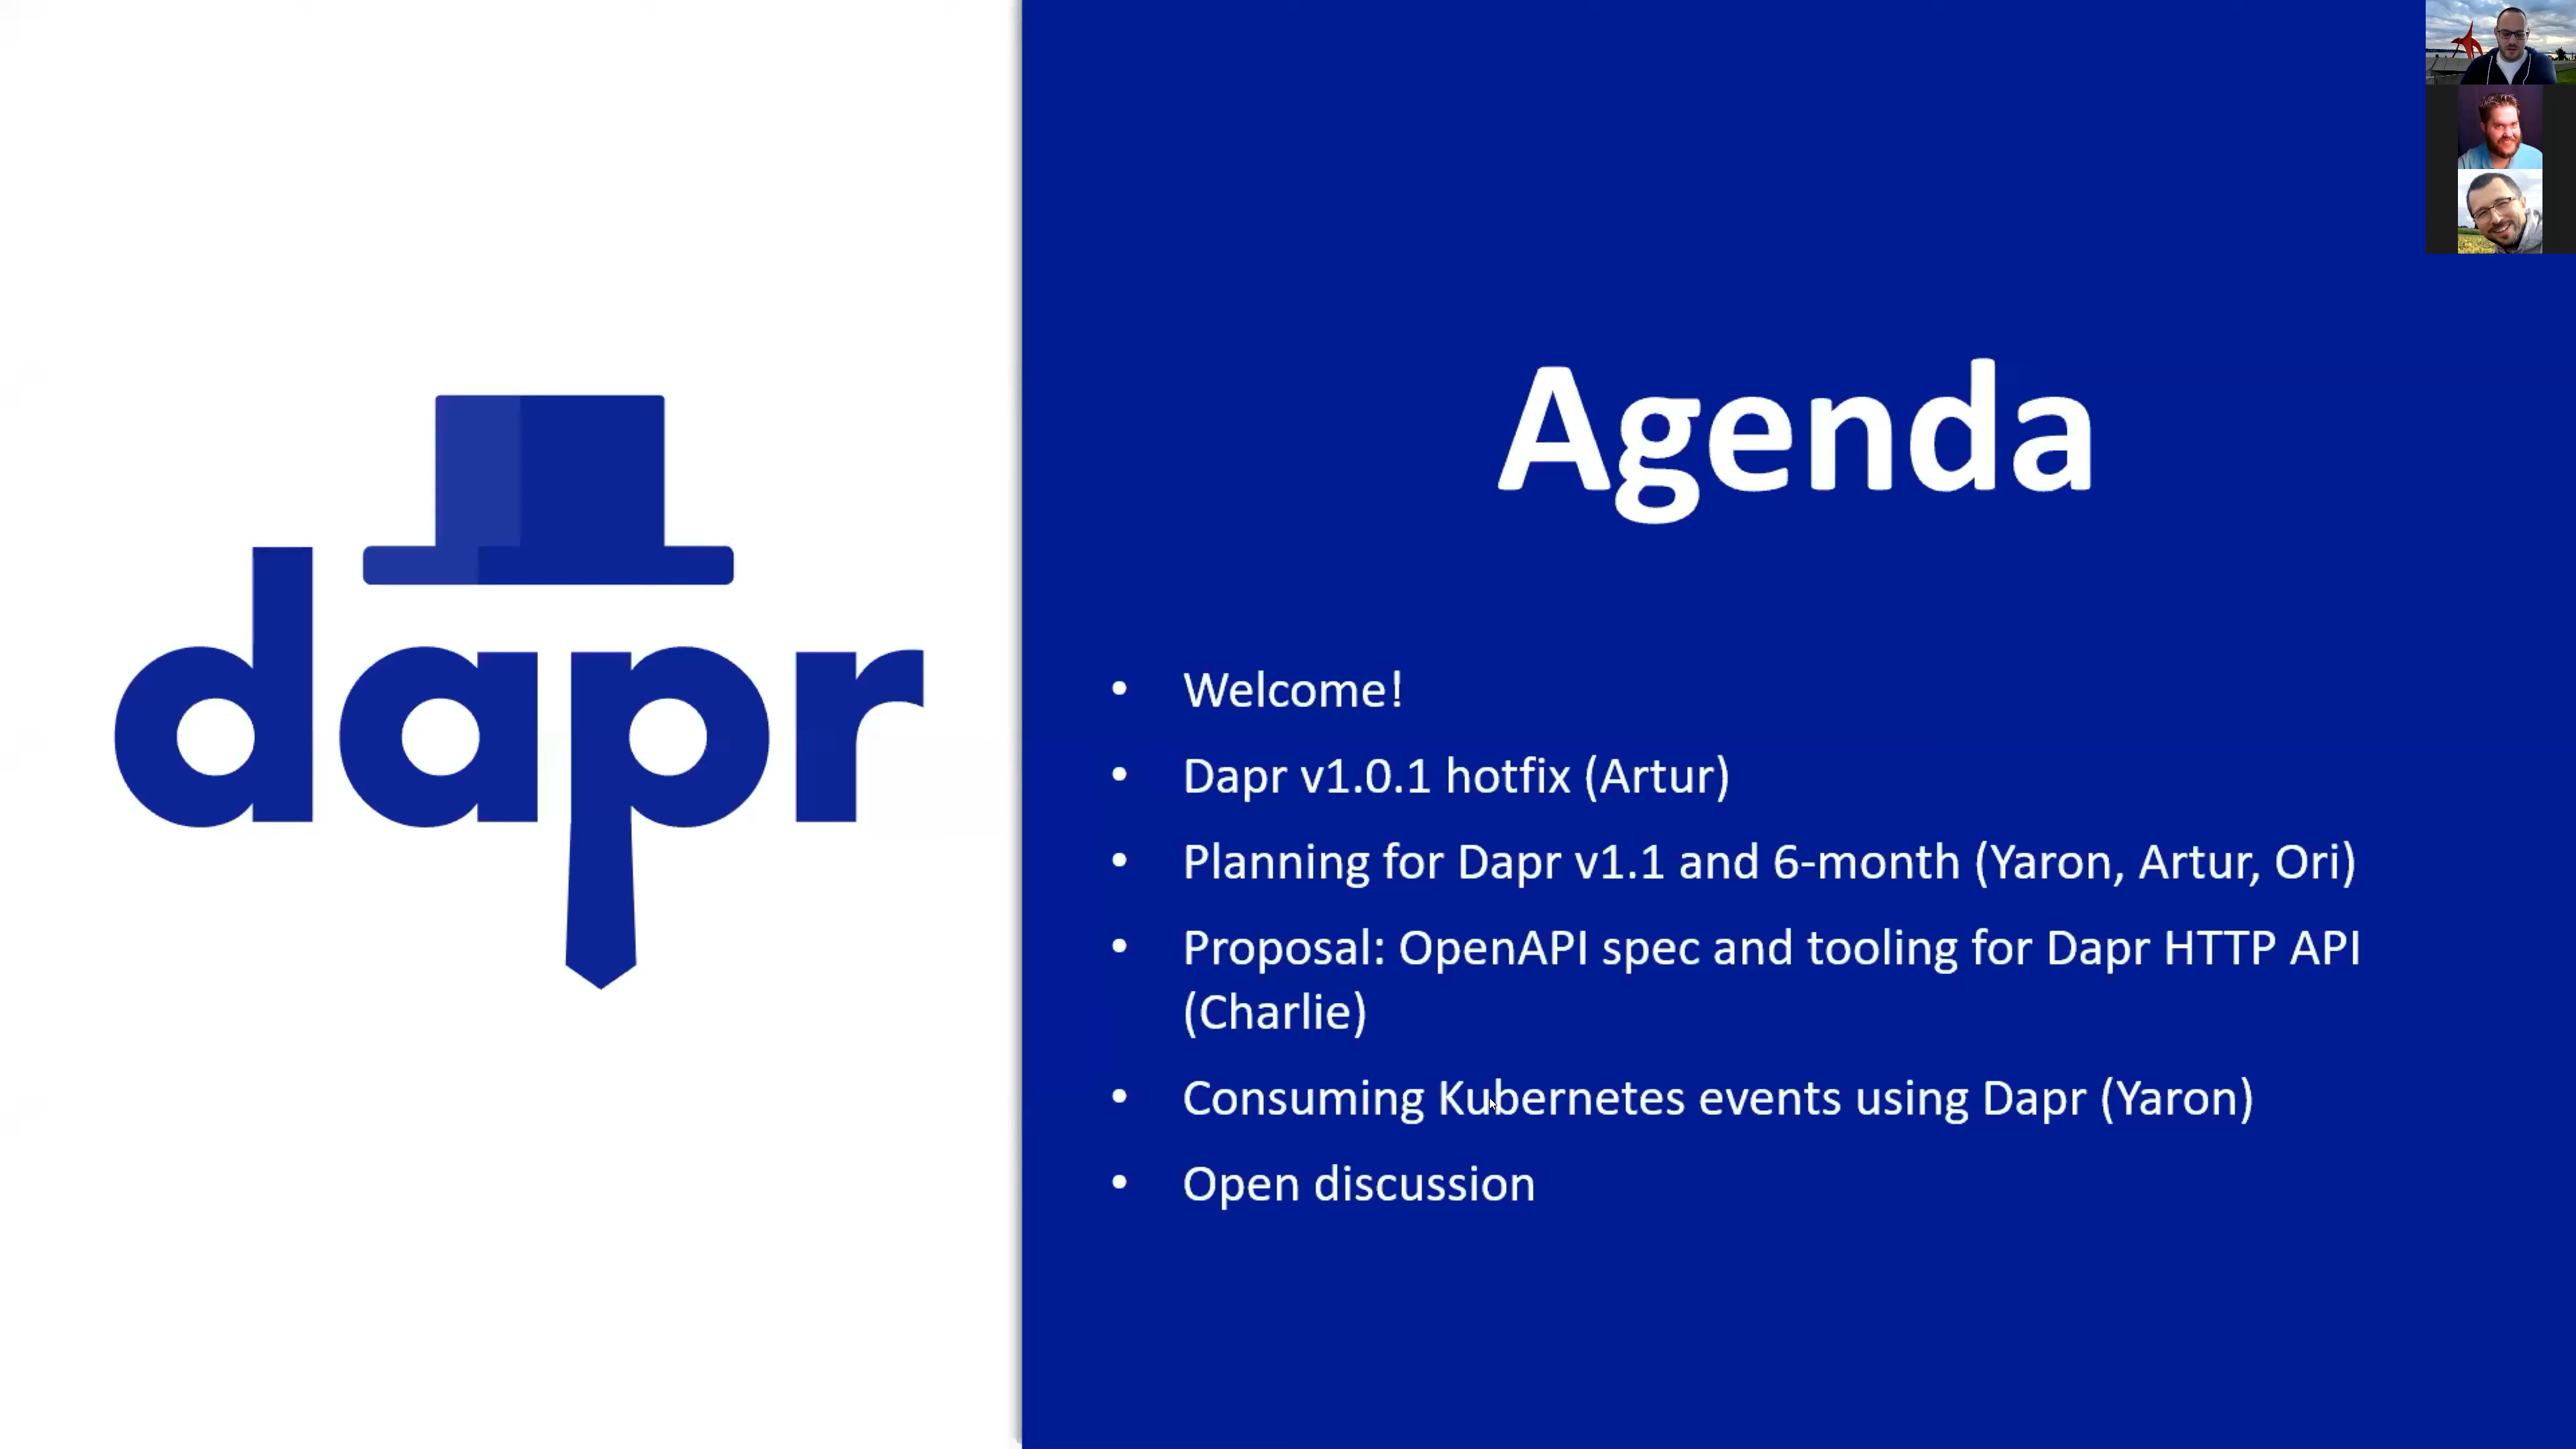 dapr
Agenda
• Welcome!
• Dapr v1.0.1 hotfix (Artur)
• Planning for Dapr v1.1 and 6-month (Yaron, Artur, Ori)
• Proposal: OpenAPI spec and tooling for Dapr HTTP API
(Charlie)
• Consuming Kubernetes events using Dapr (Yaron)
• Open discussion